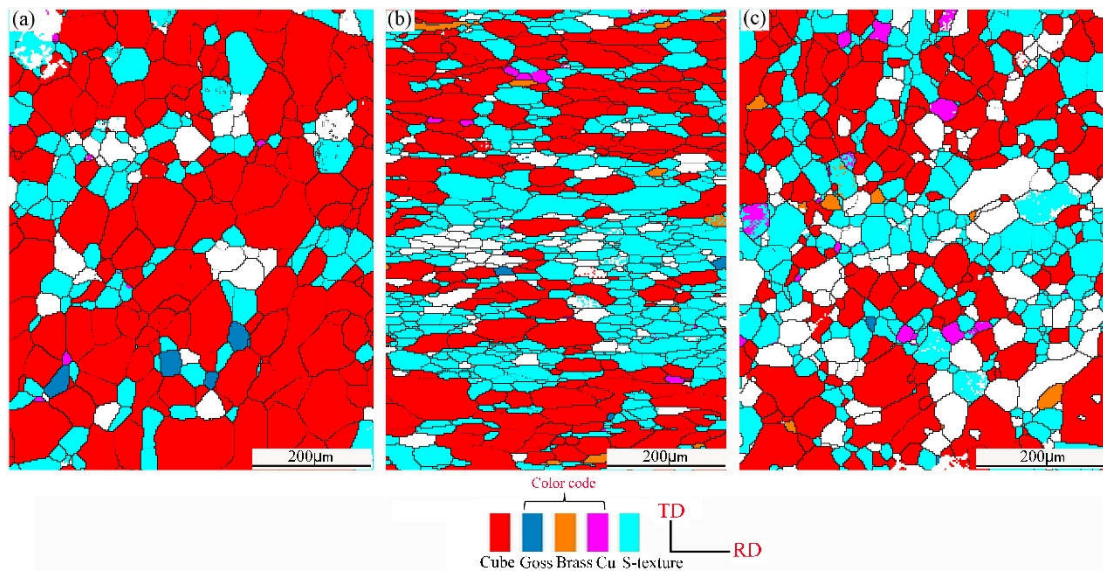 (a) (b) (c)
200μm 200μm 200μm
Color code
TD
RD
Cube Goss Brass Cu S-texture